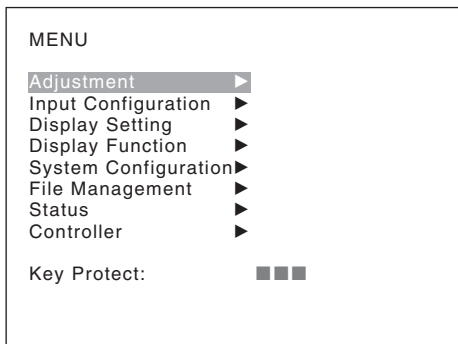 MENU
Adjustment ▶
Input Configuration ▶
Display Setting ▶
Display Function ▶
System Configuration▶
File Management ▶
Status ▶
Controller ▶
Key Protect: ■■■